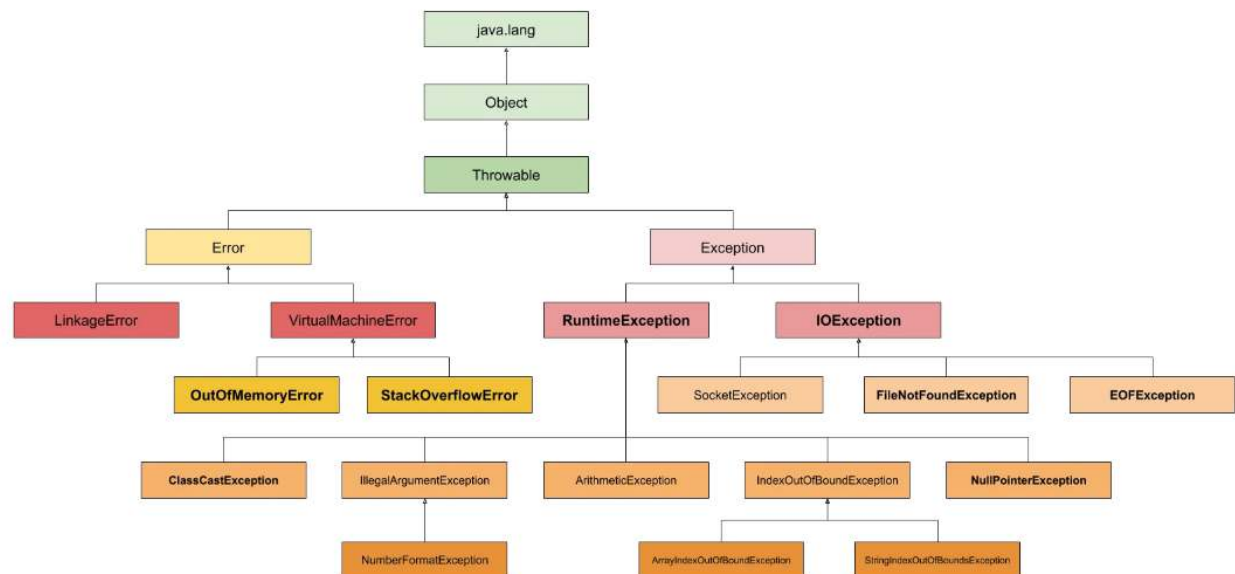 java.lang
Object
Throwable
Error
Exception
LinkageError
VirtualMachineError
RuntimeException
IOException
OutOfMemoryError
StackOverflowError
SocketException
FileNotFoundException
EOFException
ClassCastException
IllegalArgumentException
ArithmeticException
IndexOutOfBoundException
NullPointerException
NumberFormatException
ArrayIndexOutOfBoundException
StringIndexOutOfBoundsException